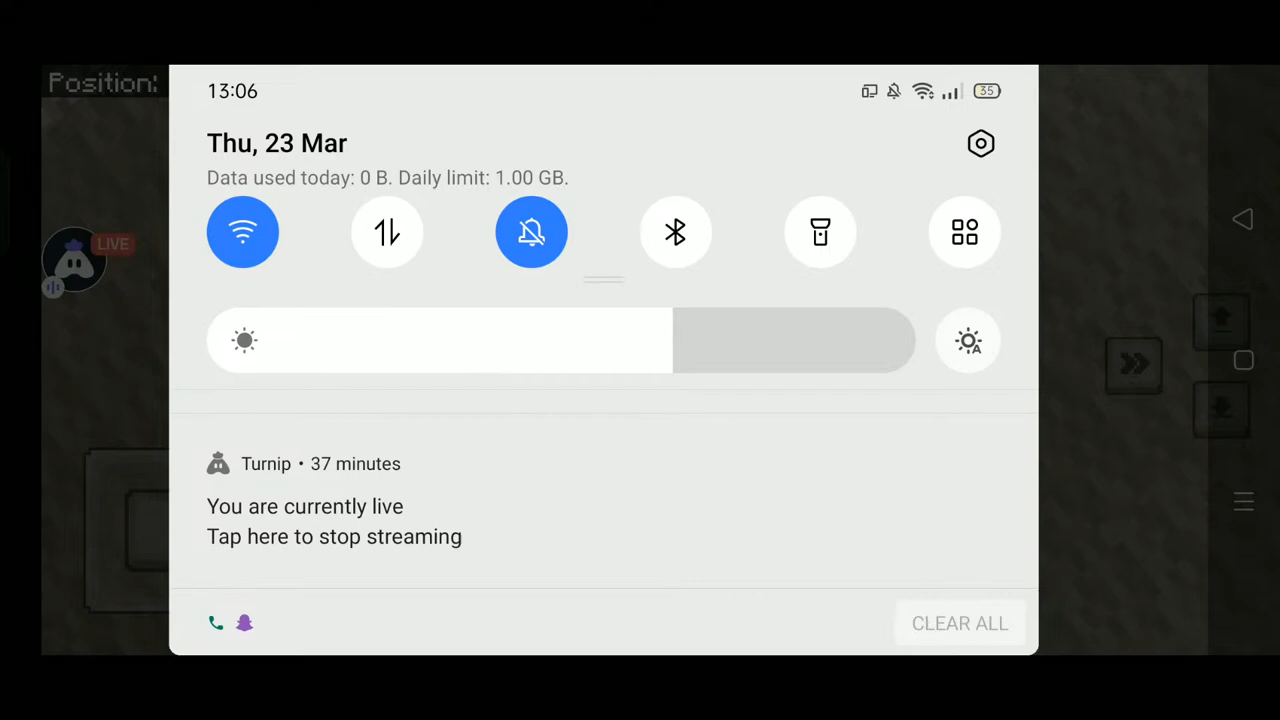 Position:
13:06
35
Thu, 23 Mar
Data used today: 0 B. Daily limit: 1.00 GB.
LIVE
A
Turnip • 37 minutes
You are currently live
Tap here to stop streaming
CLEAR ALL